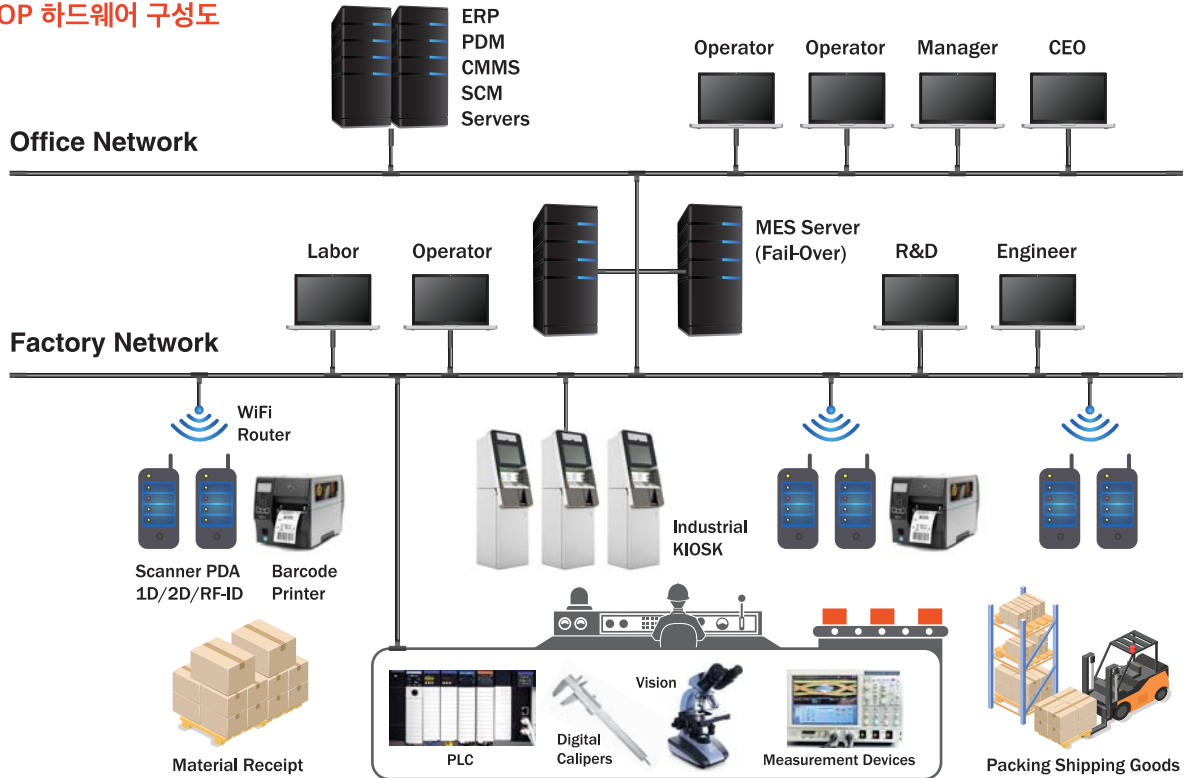 OP 하드웨어 구성도
ERP
PDM
CMMS
SCM
Servers
Operator
Operator
Manager
CEO
Office Network
MES Server
(Fail-Over)
Labor
Operator
R&D
Engineer
Factory Network
WiFi
Router
Industrial
KIOSK
Scanner PDA
1D/2D/RF-ID
Barcode
Printer
Vision
Digital
Calipers
PLC
Measurement Devices
Material Receipt
Packing Shipping Goods